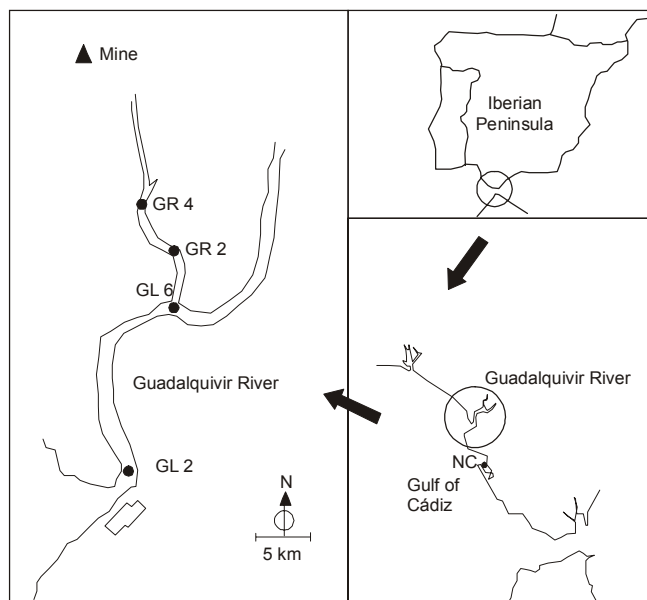 Mine
GR 4
GR 2
GL 6
Guadalquivir River
GL 2
N
5 km
Iberian
Peninsula
Guadalquivir River
NC
Gulf of
Cádiz